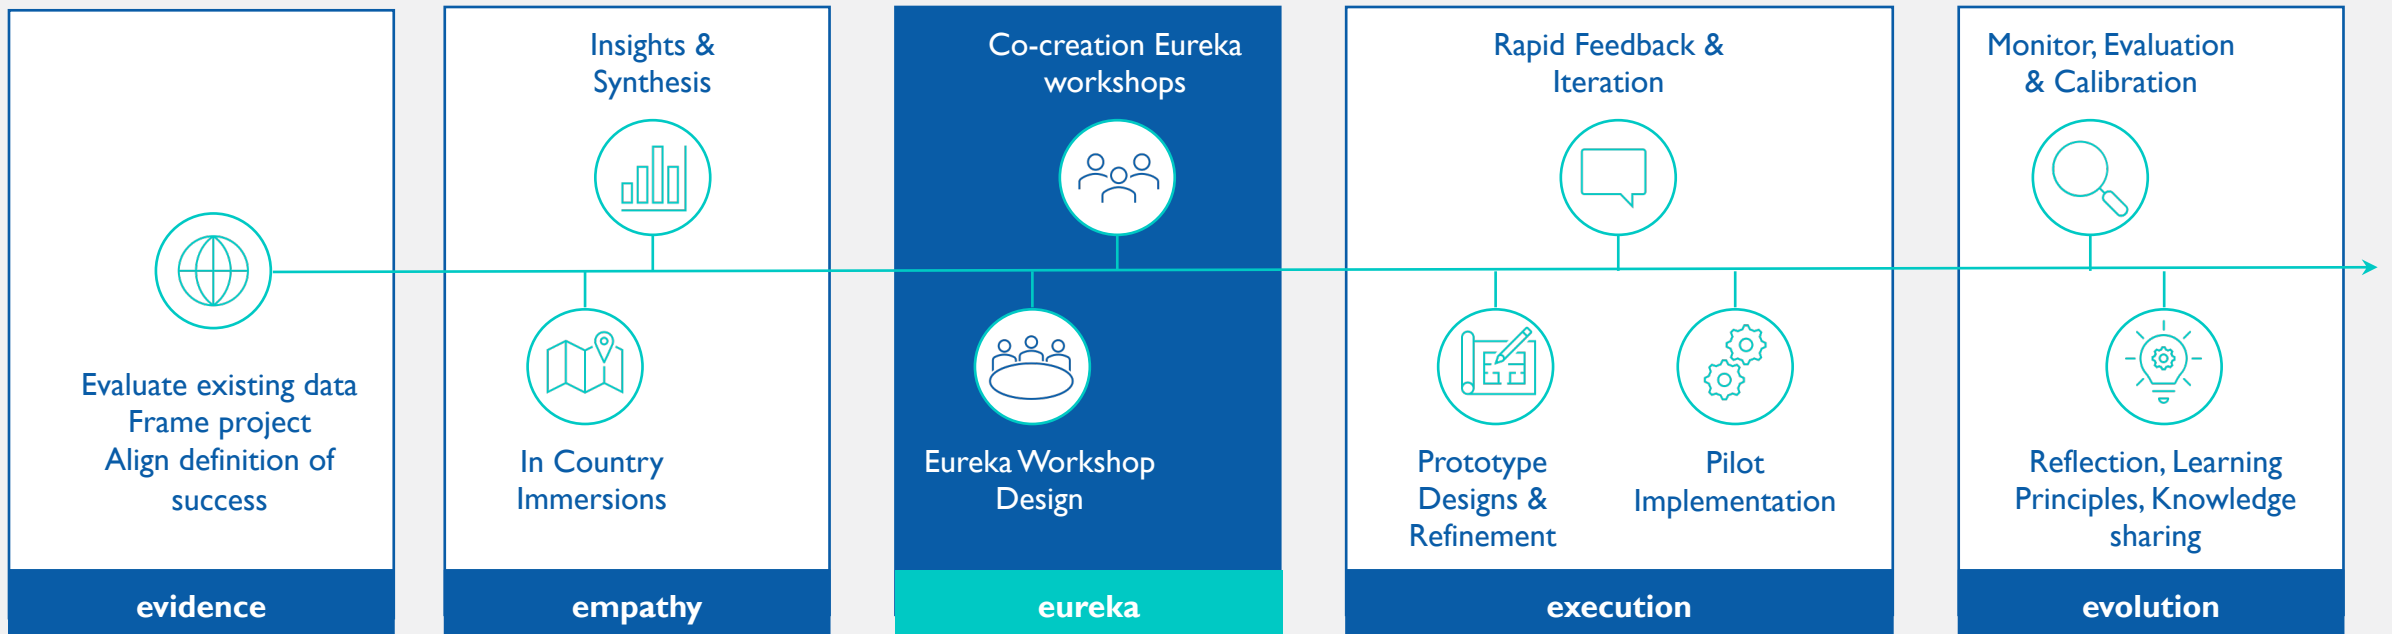 Evaluate existing data
Frame project
Align definition of
success
evidence
Insights &
Synthesis
In Country
Immersions
empathy
Co-creation Eureka
workshops
Eureka Workshop
Design
eureka
Rapid Feedback &
Iteration
Prototype
Designs &
Refinement
Pilot
Implementation
execution
Monitor, Evaluation
& Calibration
Reflection, Learning
Principles, Knowledge
sharing
evolution